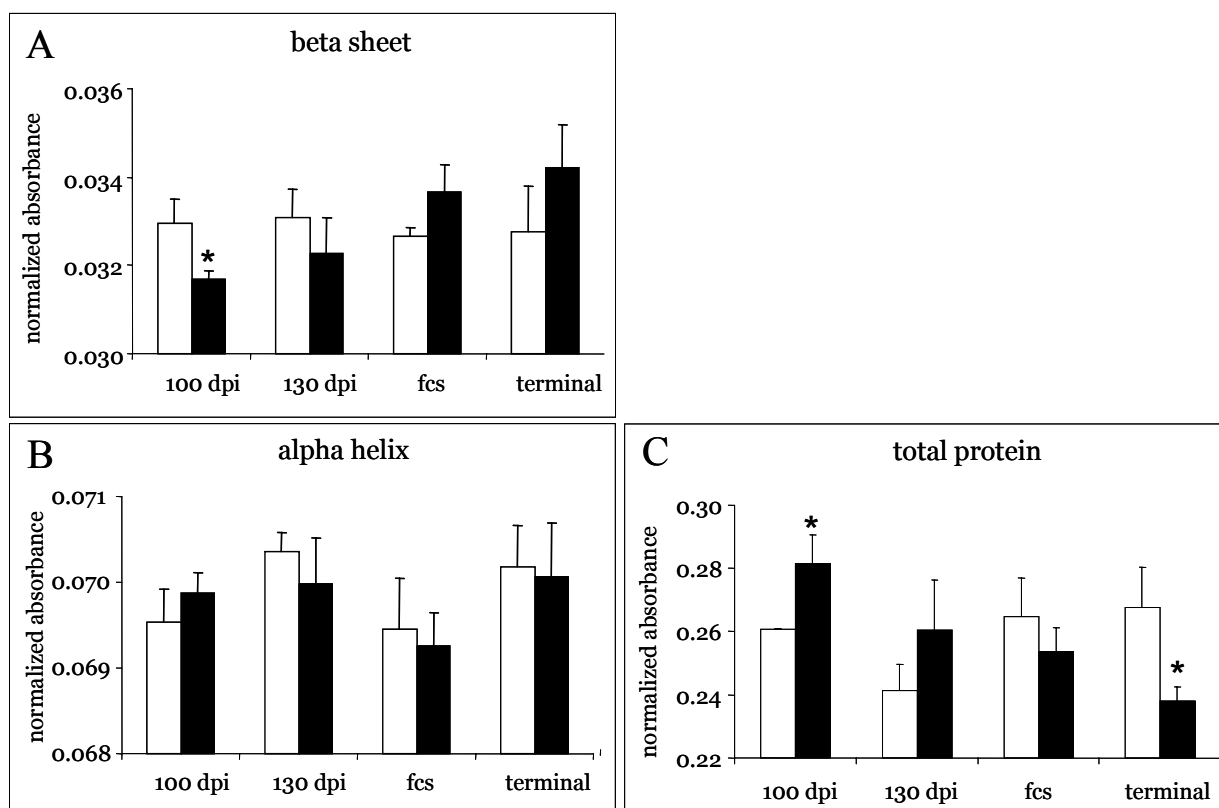 A
beta sheet
normalized absorbance
0.036
0.034
0.032
0.030
*
100 dpi 130 dpi fcs terminal
B
alpha helix
normalized absorbance
0.071
0.070
0.069
0.068
100 dpi 130 dpi fcs terminal
C
total protein
normalized absorbance
0.30
0.28
0.26
0.24
0.22
*
*
100 dpi 130 dpi fcs terminal